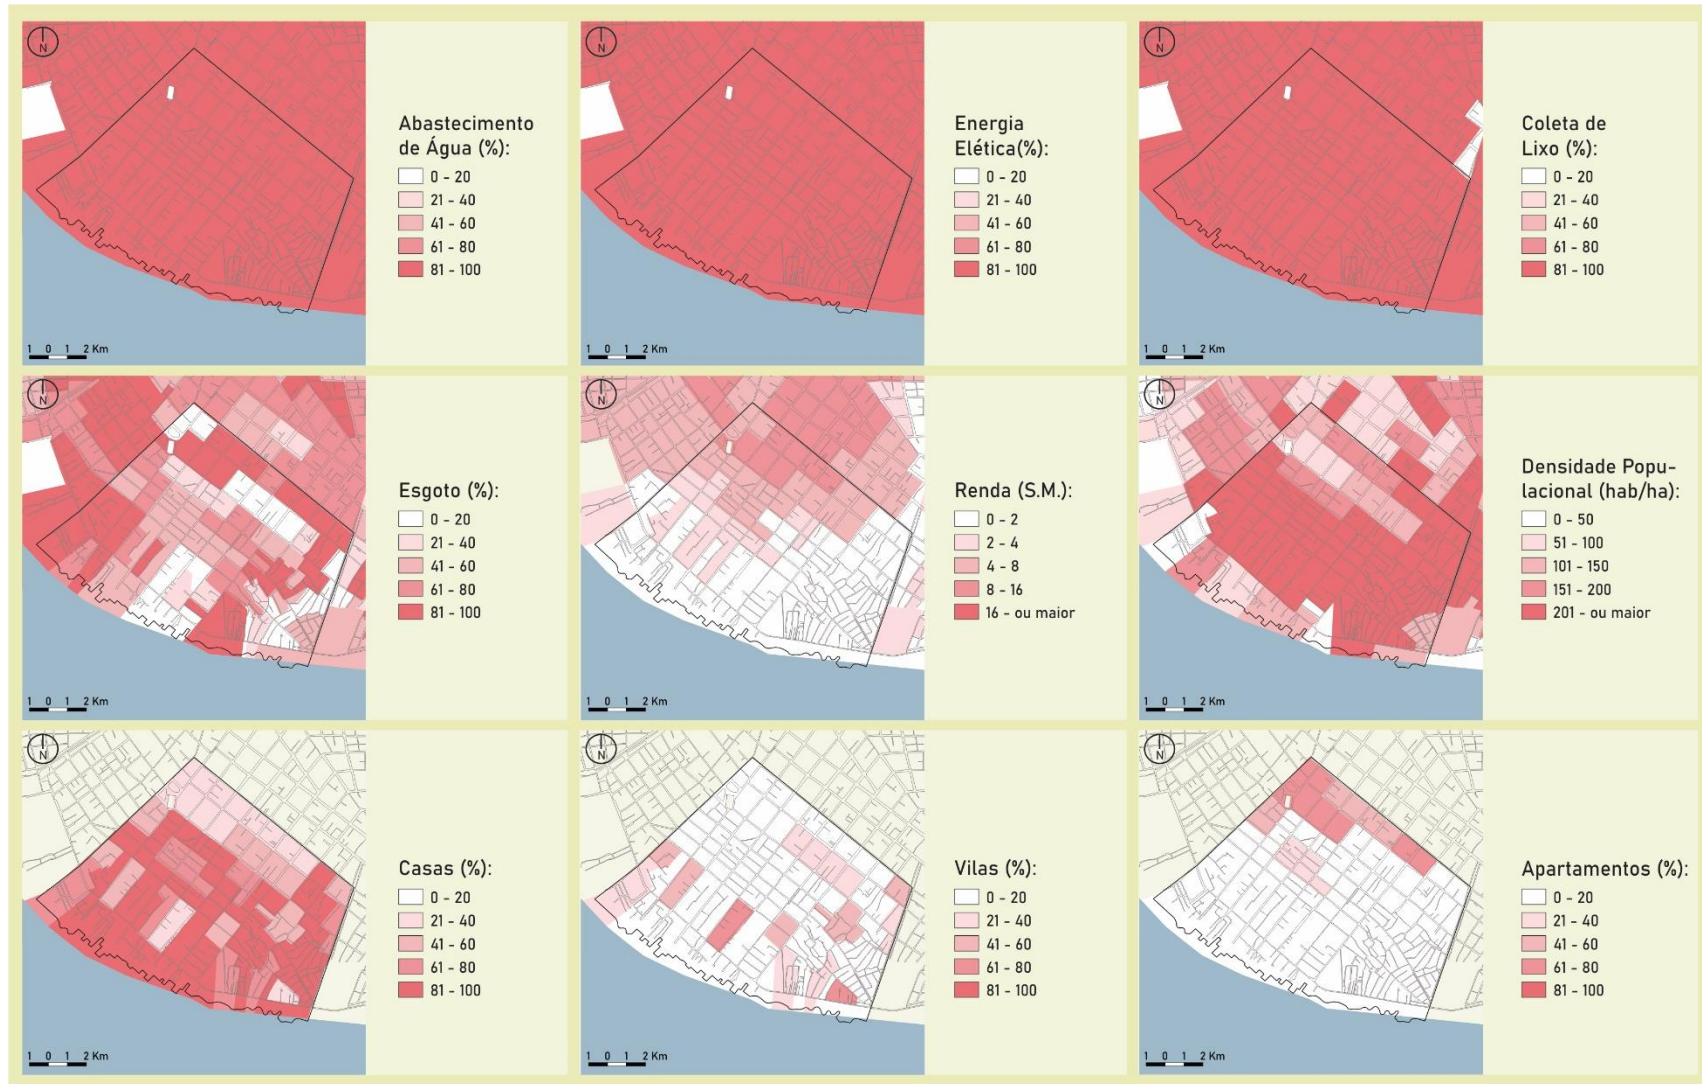 N
Abastecimento
de Água (%):
0 - 20
21 - 40
41 - 60
61 - 80
81 - 100
1 0 1 2 Km
N
Energia
Elética(%):
0 - 20
21 - 40
41 - 60
61 - 80
81 - 100
1 0 1 2 Km
N
Coleta de
Lixo (%):
0 - 20
21 - 40
41 - 60
61 - 80
81 - 100
1 0 1 2 Km
N
Esgoto (%):
0 - 20
21 - 40
41 - 60
61 - 80
81 - 100
1 0 1 2 Km
N
Renda (S.M.):
0 - 2
2 - 4
4 - 8
8 - 16
16 - ou maior
1 0 1 2 Km
N
Densidade Popu-
lacional (hab/ha):
0 - 50
51 - 100
101 - 150
151 - 200
201 - ou maior
1 0 1 2 Km
N
Casas (%):
0 - 20
21 - 40
41 - 60
61 - 80
81 - 100
1 0 1 2 Km
N
Vilas (%):
0 - 20
21 - 40
41 - 60
61 - 80
81 - 100
1 0 1 2 Km
N
Apartamentos (%):
0 - 20
21 - 40
41 - 60
61 - 80
81 - 100
1 0 1 2 Km